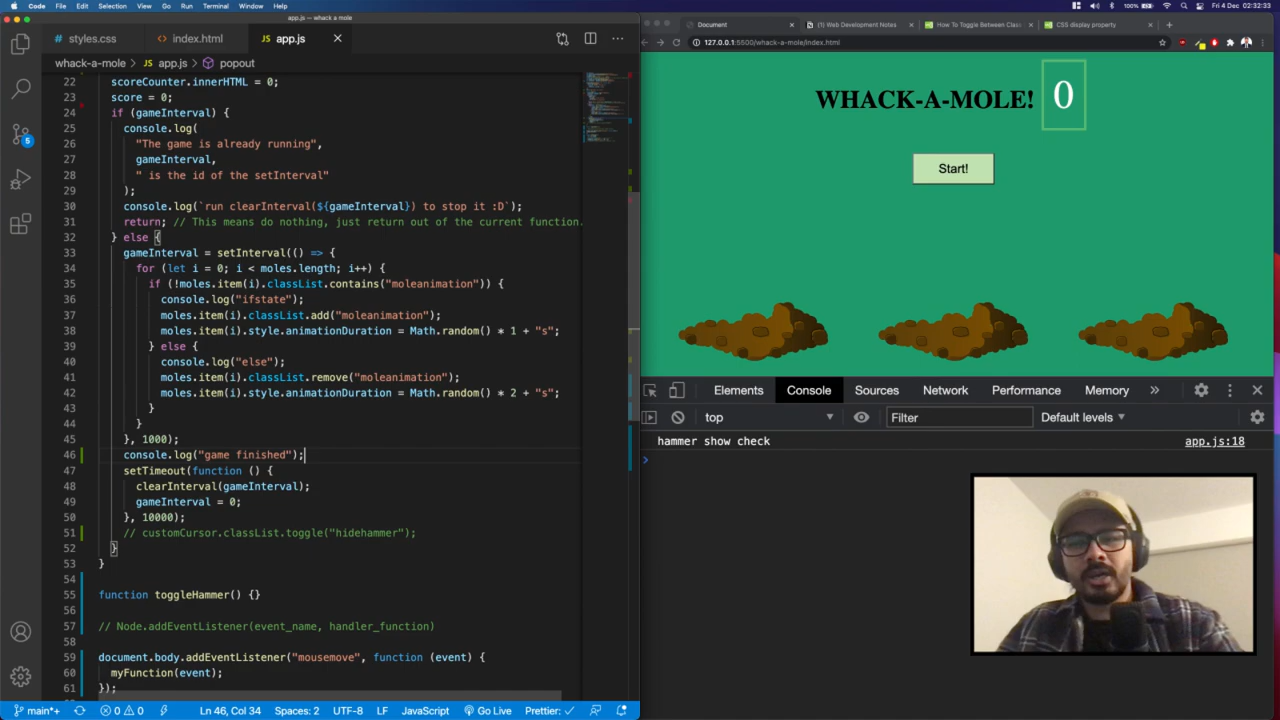 Code File Edit Selection View Go Run Terminal Window Help 100% Fri 4 Dec 02:32:33
app.js — whack a mole
styles.css index.html app.js
whack-a-mole > app.js > popout
22 scoreCounter.innerHTML = 0;
23 score = 0;
24 if (gameInterval) {
25 console.log(
26 "The game is already running",
27 gameInterval,
28 " is the id of the setInterval"
29 );
30 console.log(`run clearInterval(${gameInterval}) to stop it :D`);
31 return; // This means do nothing, just return out of the current function.
32 } else {
33 gameInterval = setInterval(() => {
34 for (let i = 0; i < moles.length; i++) {
35 if (!moles.item(i).classList.contains("moleanimation")) {
36 console.log("ifstate");
37 moles.item(i).classList.add("moleanimation");
38 moles.item(i).style.animationDuration = Math.random() * 1 + "s";
39 } else {
40 console.log("else");
41 moles.item(i).classList.remove("moleanimation");
42 moles.item(i).style.animationDuration = Math.random() * 2 + "s";
43 }
44 }
45 }, 1000);
46 console.log("game finished");
47 setTimeout(function () {
48 clearInterval(gameInterval);
49 gameInterval = 0;
50 }, 10000);
51 // customCursor.classList.toggle("hidehammer");
52 }
53 }
54
55 function toggleHammer() {}
56
57 // Node.addEventListener(event_name, handler_function)
58
59 document.body.addEventListener("mousemove", function (event) {
60 myFunction(event);
61 });
5
main*+ 0 0 Ln 46, Col 34 Spaces: 2 UTF-8 LF JavaScript Go Live Prettier: ✓
Document (1) Web Development Notes How To Toggle Between Clas CSS display property
127.0.0.1:5500/whack-a-mole/index.html
WHACK-A-MOLE! 0
Start!
Elements Console Sources Network Performance Memory »
top Filter Default levels
hammer show check app.js:18